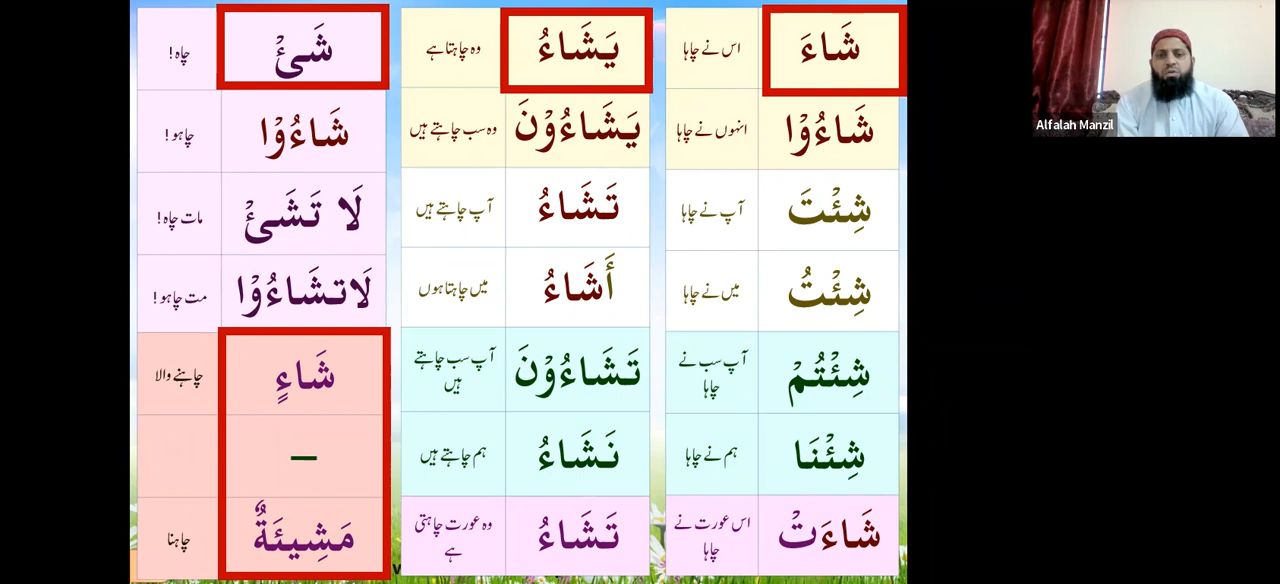 شَاءَ
اس نے چاہا
يَشَاءُ
وہ چاہتا ہے
شَئْ
چاہ!
شَاءُوْا
انہوں نے چاہا
يَشَاءُوْنَ
وہ سب چاہتے ہیں
شَاءُوْا
چاہو!
شِئْتَ
آپ نے چاہا
تَشَاءُ
آپ چاہتے ہیں
لَا تَشَئْ
مات چاہ!
شِئْتُ
میں نے چاہا
أَشَاءُ
میں چاہتا ہوں
لَاتشَاءُوْا
مت چاہو!
شِئْتُمْ
آپ سب نے
چاہا
تَشَاءُوْنَ
آپ سب چاہتے
ہیں
شَاءٍ
چاہنے والا
شِئْنَا
ہم نے چاہا
نَشَاءُ
ہم چاہتے ہیں
–
شَاءَتْ
اس عورت نے
چاہا
تَشَاءُ
وہ عورت چاہتی
ہے
مَشِيئَةٌ
چاہنا
Alfalah Manzil